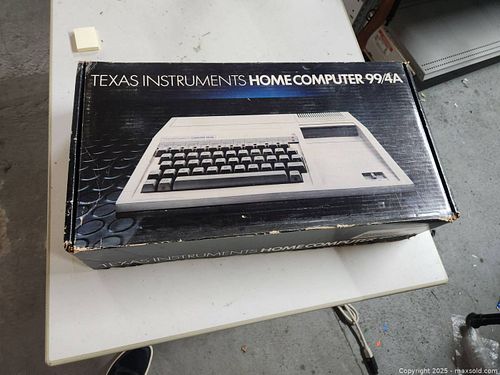 TEXAS INSTRUMENTS HOME COMPUTER 99/4A
TEXAS INSTRUMENTS HOME COMPUTER
Copyright 2025 - maxsold.com